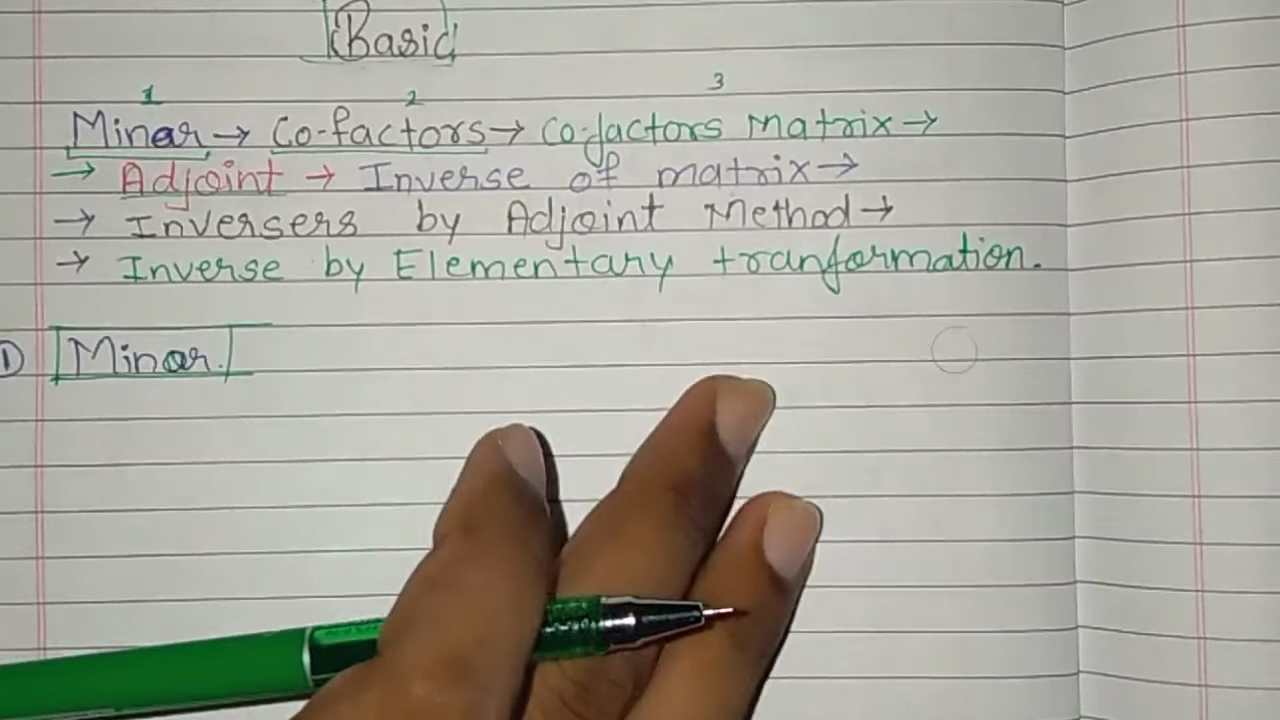 Basic
1 2 3
Minar → Co-factors → Co-factors Matrix →
→ Adjoint → Inverse of matrix →
→ Inversers by Adjoint Method →
→ Inverse by Elementary tranformation.
① Minor.